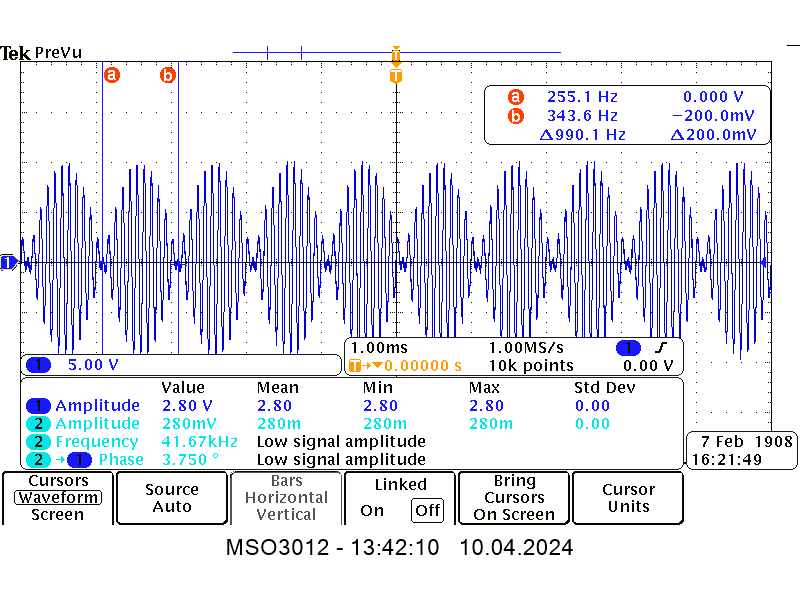 Tek PreVu
T
a b
T
a 255.1 Hz 0.000 V
b 343.6 Hz −200.0mV
Δ990.1 Hz Δ200.0mV
1
1 5.00 V
1.00ms 1.00MS/s 1
T→▼0.00000 s 10k points 0.00 V
Value Mean Min Max Std Dev
1 Amplitude 2.80 V 2.80 2.80 2.80 0.00
2 Amplitude 280mV 280m 280m 280m 0.00
2 Frequency 41.67kHz Low signal amplitude
2 → 1 Phase 3.750 ° Low signal amplitude
7 Feb 1908
16:21:49
Cursors
Waveform
Screen
Source
Auto
Bars
Horizontal
Vertical
Linked
On Off
Bring
Cursors
On Screen
Cursor
Units
MSO3012 - 13:42:10 10.04.2024